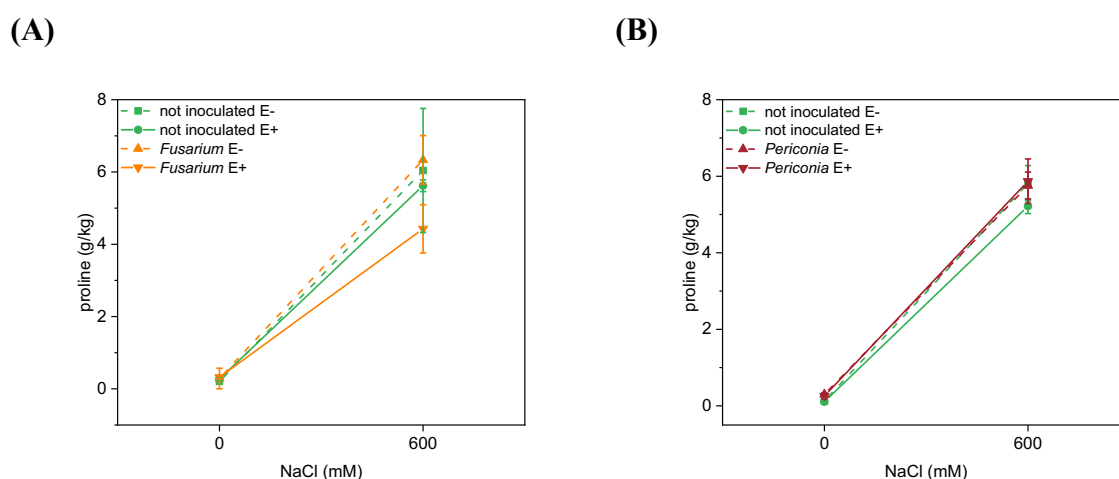 (A)
(B)
not inoculated E-
not inoculated E+
Fusarium E-
Fusarium E+
8
6
4
2
0
proline (g/kg)
0
600
NaCl (mM)
not inoculated E-
not inoculated E+
Periconia E-
Periconia E+
8
6
4
2
0
proline (g/kg)
0
600
NaCl (mM)